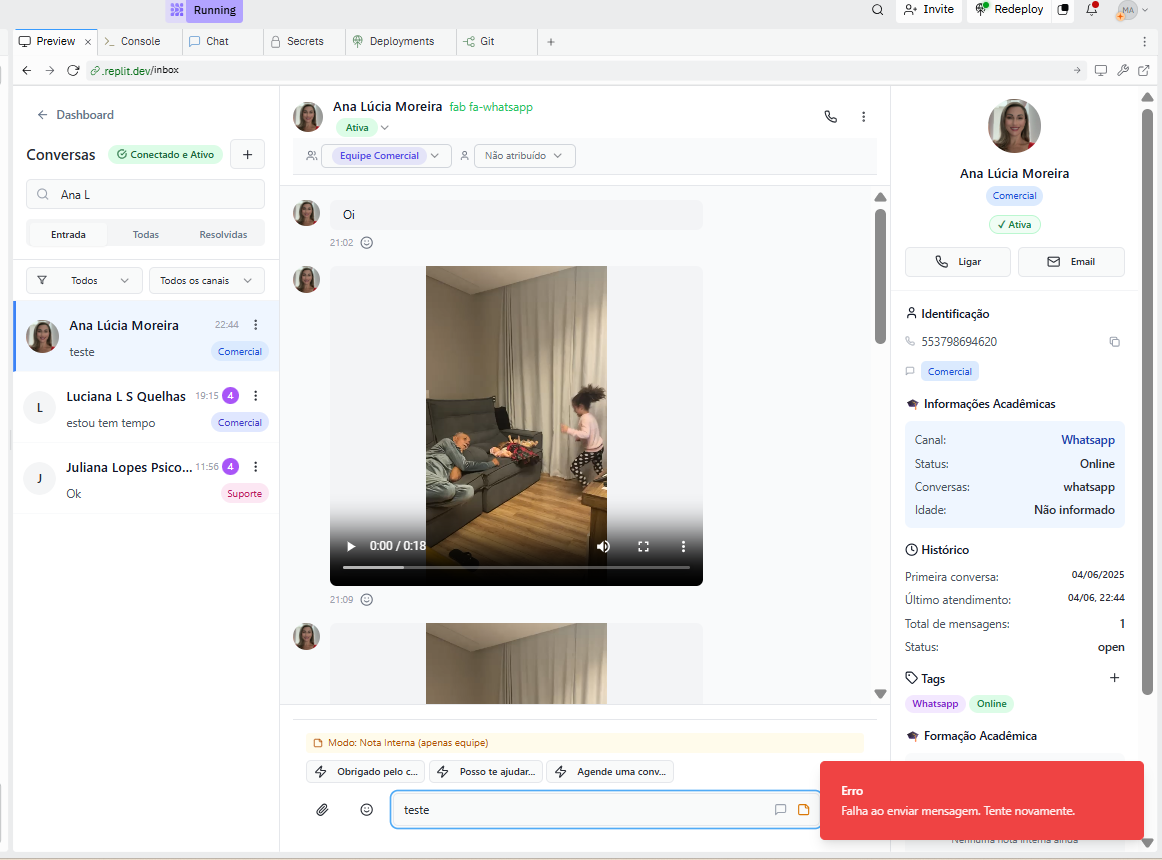 Running
Invite
Redeploy
MA
Preview
Console
Chat
Secrets
Deployments
Git
.replit.dev/inbox
Dashboard
Conversas
Conectado e Ativo
Ana L
Entrada
Todas
Resolvidas
Todos
Todos os canais
Ana Lúcia Moreira
22:44
teste
Comercial
L
Luciana L S Quelhas
19:15
4
estou tem tempo
Comercial
J
Juliana Lopes Psico...
11:56
4
Ok
Suporte
Ana Lúcia Moreira
fab fa-whatsapp
Ativa
Equipe Comercial
Não atribuído
Oi
21:02
0:00 / 0:18
21:09
Modo: Nota Interna (apenas equipe)
Obrigado pelo c...
Posso te ajudar...
Agende uma conv...
teste
Ana Lúcia Moreira
Comercial
✓ Ativa
Ligar
Email
Identificação
553798694620
Comercial
Informações Acadêmicas
Canal:
Whatsapp
Status:
Online
Conversas:
whatsapp
Idade:
Não informado
Histórico
Primeira conversa:
04/06/2025
Último atendimento:
04/06, 22:44
Total de mensagens:
1
Status:
open
Tags
Whatsapp
Online
Formação Acadêmica
Erro
Falha ao enviar mensagem. Tente novamente.
Nenhuma nota interna ainda